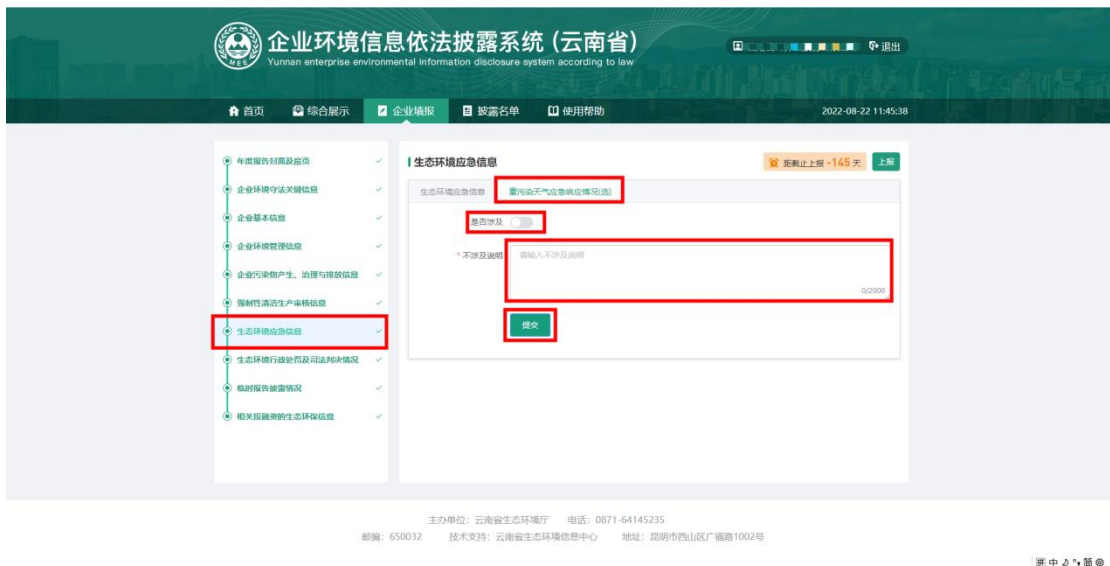 企业环境信息依法披露系统 (云南省)
Yunnan enterprise environmental information disclosure system according to law
退出
首页 综合展示 企业填报 披露名单 使用帮助 2022-08-22 11:45:38
年度报告封面及扉页
企业环境守法关键信息
企业基本信息
企业环境管理信息
企业污染物产生、治理与排放信息
强制性清洁生产审核信息
生态环境应急信息
生态环境行政处罚及司法判决情况
临时报告披露情况
相关投融资的生态环保信息
生态环境应急信息 距截止上报 -145 天 上报
生态环境应急信息 重污染天气应急响应情况(选)
是否涉及
* 不涉及说明 请输入不涉及说明
0/2000
提交
主办单位：云南省生态环境厅 电话：0871-64145235
邮编：650032 技术支持：云南省生态环境信息中心 地址：昆明市西山区广福路1002号
中 简
MEE